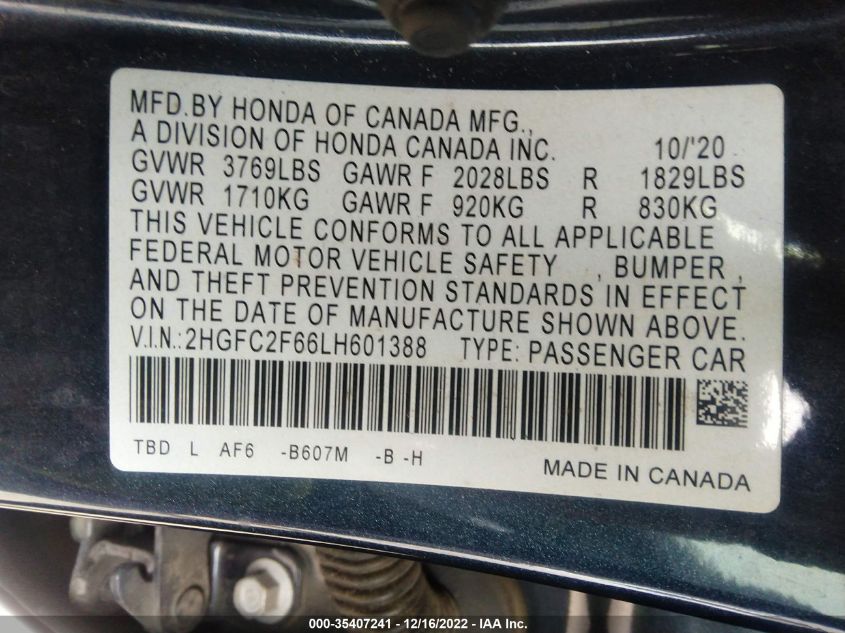 MFD.BY HONDA OF CANADA MFG.,
A DIVISION OF HONDA CANADA INC. 10/'20
GVWR 3769LBS GAWR F 2028LBS R 1829LBS
GVWR 1710KG GAWR F 920KG R 830KG
THIS VEHICLE CONFORMS TO ALL APPLICABLE
FEDERAL MOTOR VEHICLE SAFETY , BUMPER ,
AND THEFT PREVENTION STANDARDS IN EFFECT
ON THE DATE OF MANUFACTURE SHOWN ABOVE.
V.I.N.:2HGFC2F66LH601388 TYPE: PASSENGER CAR
TBD L AF6 -B607M -B -H
MADE IN CANADA
000-35407241 - 12/16/2022 - IAA Inc.